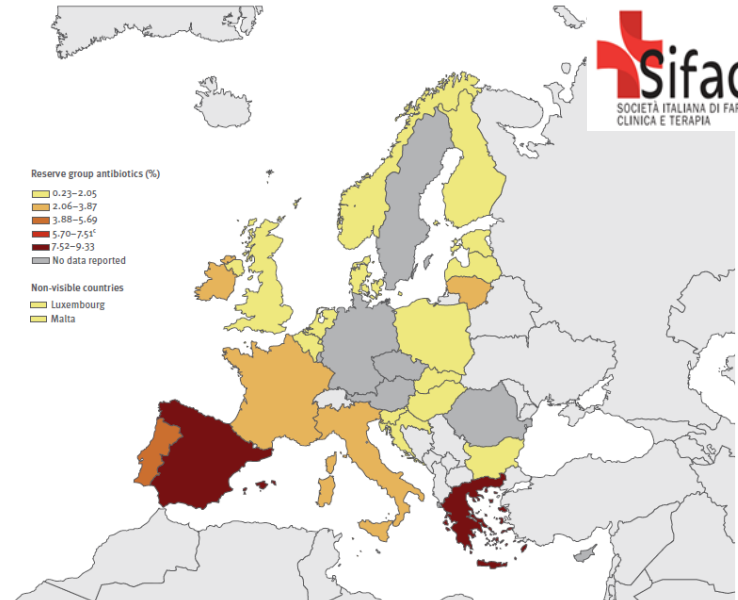 Sifac
SOCIETÀ ITALIANA DI FAR
CLINICA E TERAPIA
Reserve group antibiotics (%)
0.23–2.05
2.06–3.87
3.88–5.69
5.70–7.51ᶜ
7.52–9.33
No data reported
Non-visible countries
Luxembourg
Malta